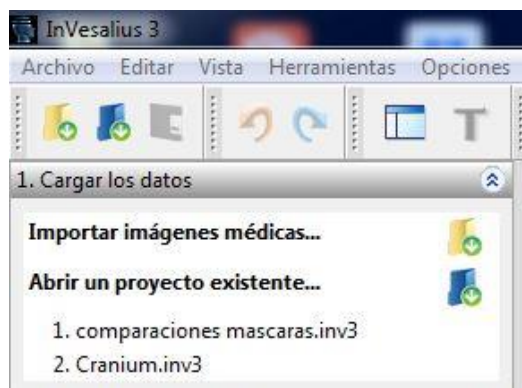 InVesalius 3
Archivo Editar Vista Herramientas Opciones
T
1. Cargar los datos
Importar imágenes médicas...
Abrir un proyecto existente...
1. comparaciones mascaras.inv3
2. Cranium.inv3